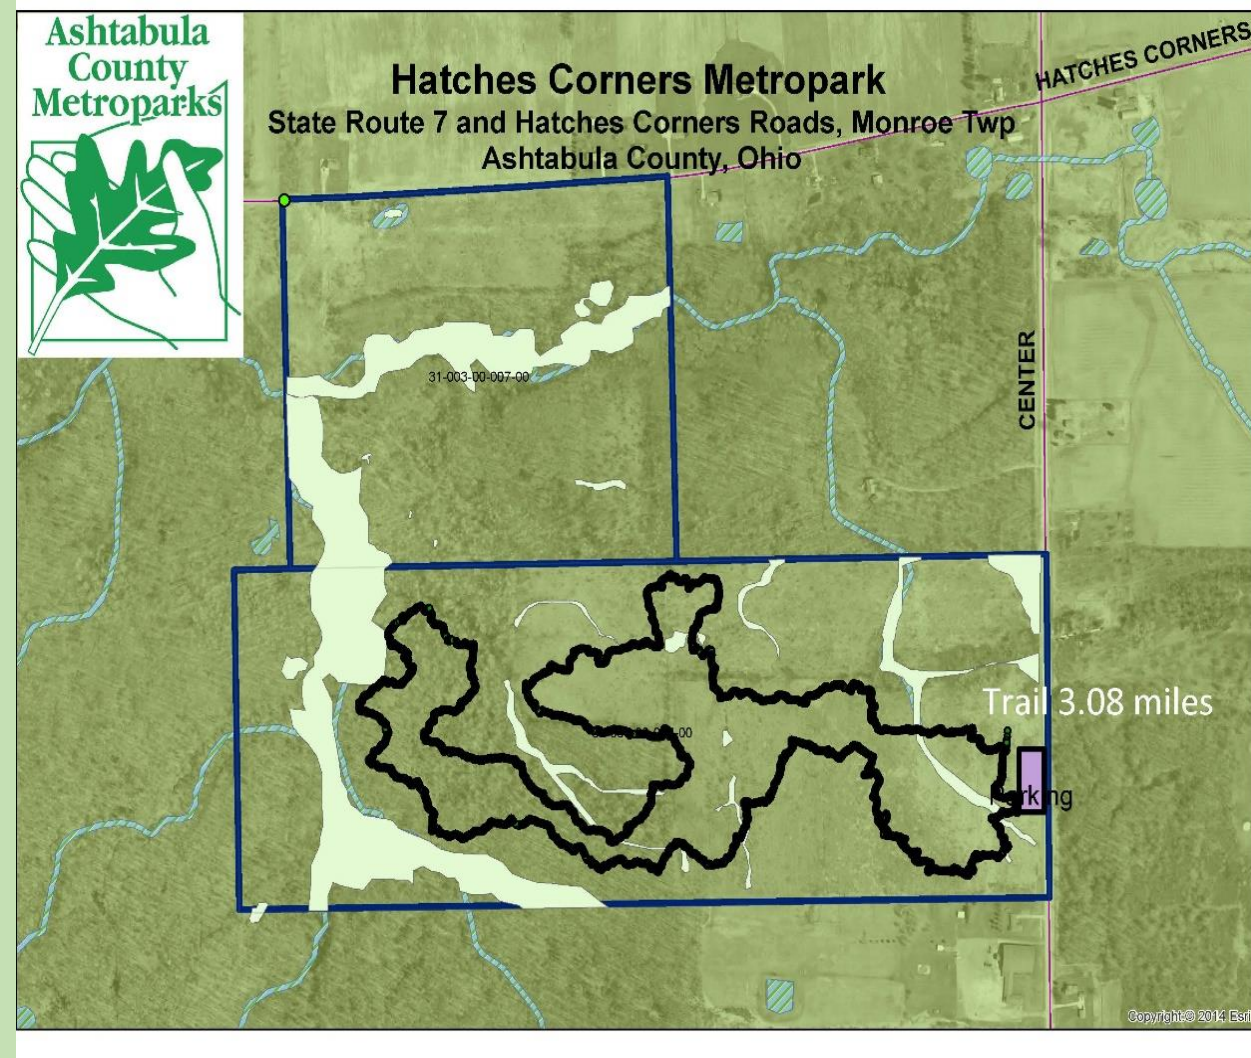 Ashtabula
County
Metroparks
Hatches Corners Metropark
State Route 7 and Hatches Corners Roads, Monroe Twp
Ashtabula County, Ohio
HATCHES CORNERS
CENTER
31-003-00-007-00
Trail 3.08 miles
Parking
Copyright:© 2014 Esri